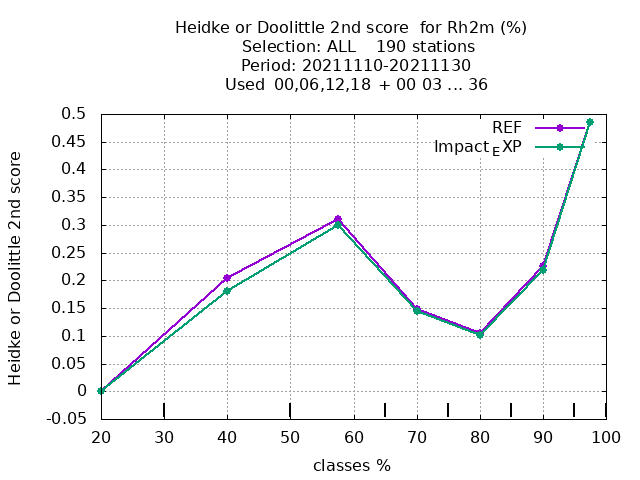 Heidke or Doolittle 2nd score for Rh2m (%)
Selection: ALL 190 stations
Period: 20211110-20211130
Used 00,06,12,18 + 00 03 ... 36
REF
Impact_EXP
0.5
0.45
0.4
0.35
0.3
0.25
0.2
0.15
0.1
0.05
0
-0.05
Heidke or Doolittle 2nd score
20 30 40 50 60 70 80 90 100
classes %